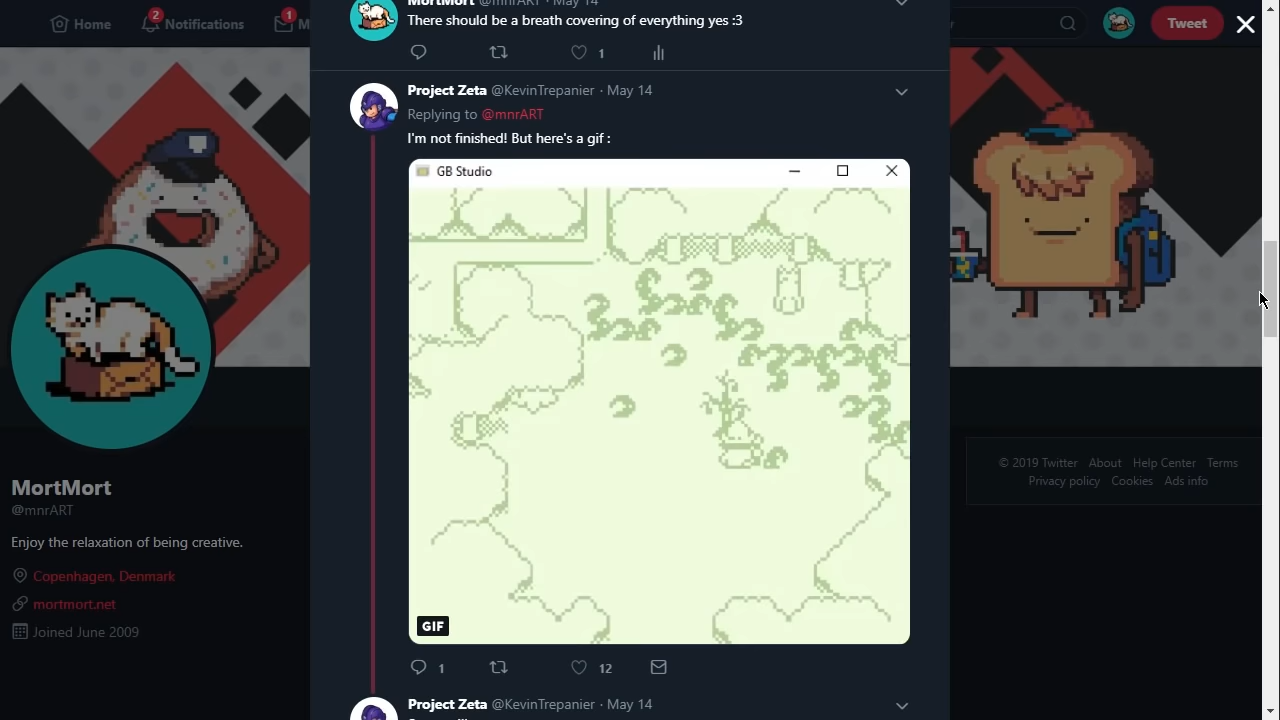 Home
2
Notifications
1
M
Tweet
MortMort @mnrART · May 14
There should be a breath covering of everything yes :3
1
Project Zeta @KevinTrepanier · May 14
Replying to @mnrART
I'm not finished! But here's a gif :
GB Studio
GIF
1
12
Project Zeta @KevinTrepanier · May 14
MortMort
@mnrART
Enjoy the relaxation of being creative.
Copenhagen, Denmark
mortmort.net
Joined June 2009
© 2019 Twitter About Help Center Terms
Privacy policy Cookies Ads info